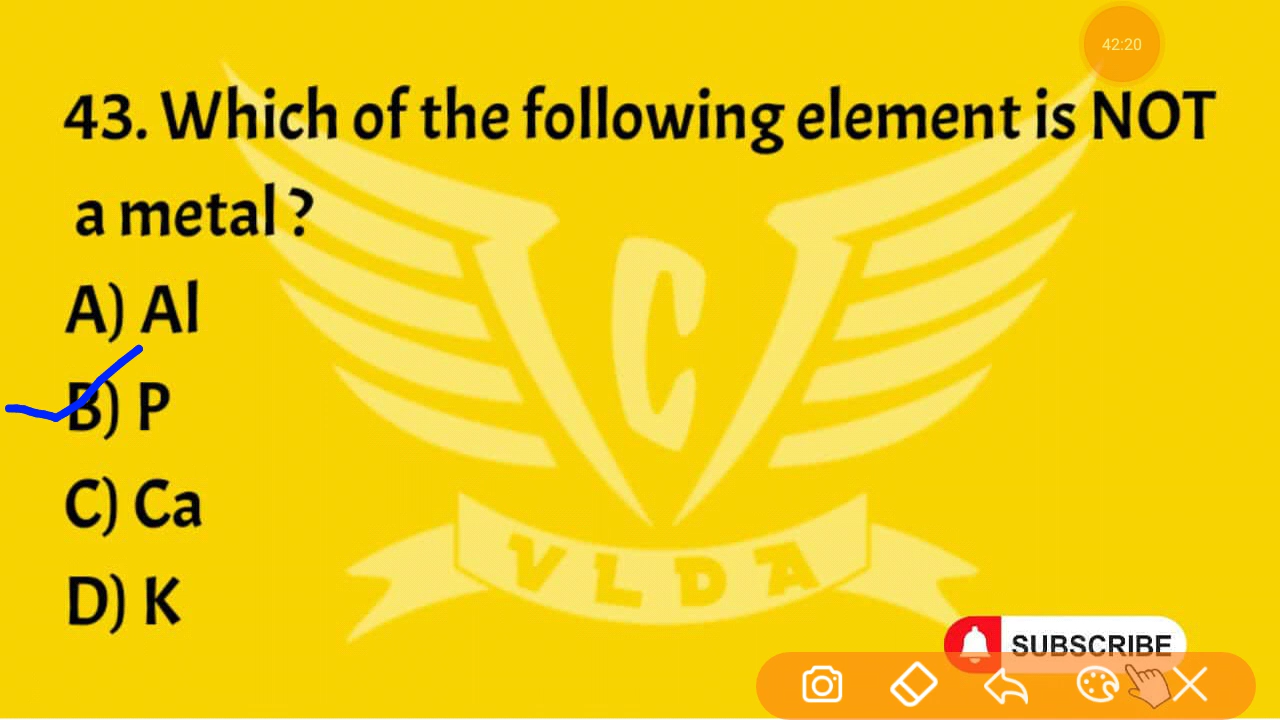 42:20
43. Which of the following element is NOT
a metal ?
A) Al
B) P
C) Ca
D) K
C
VLDA
SUBSCRIBE